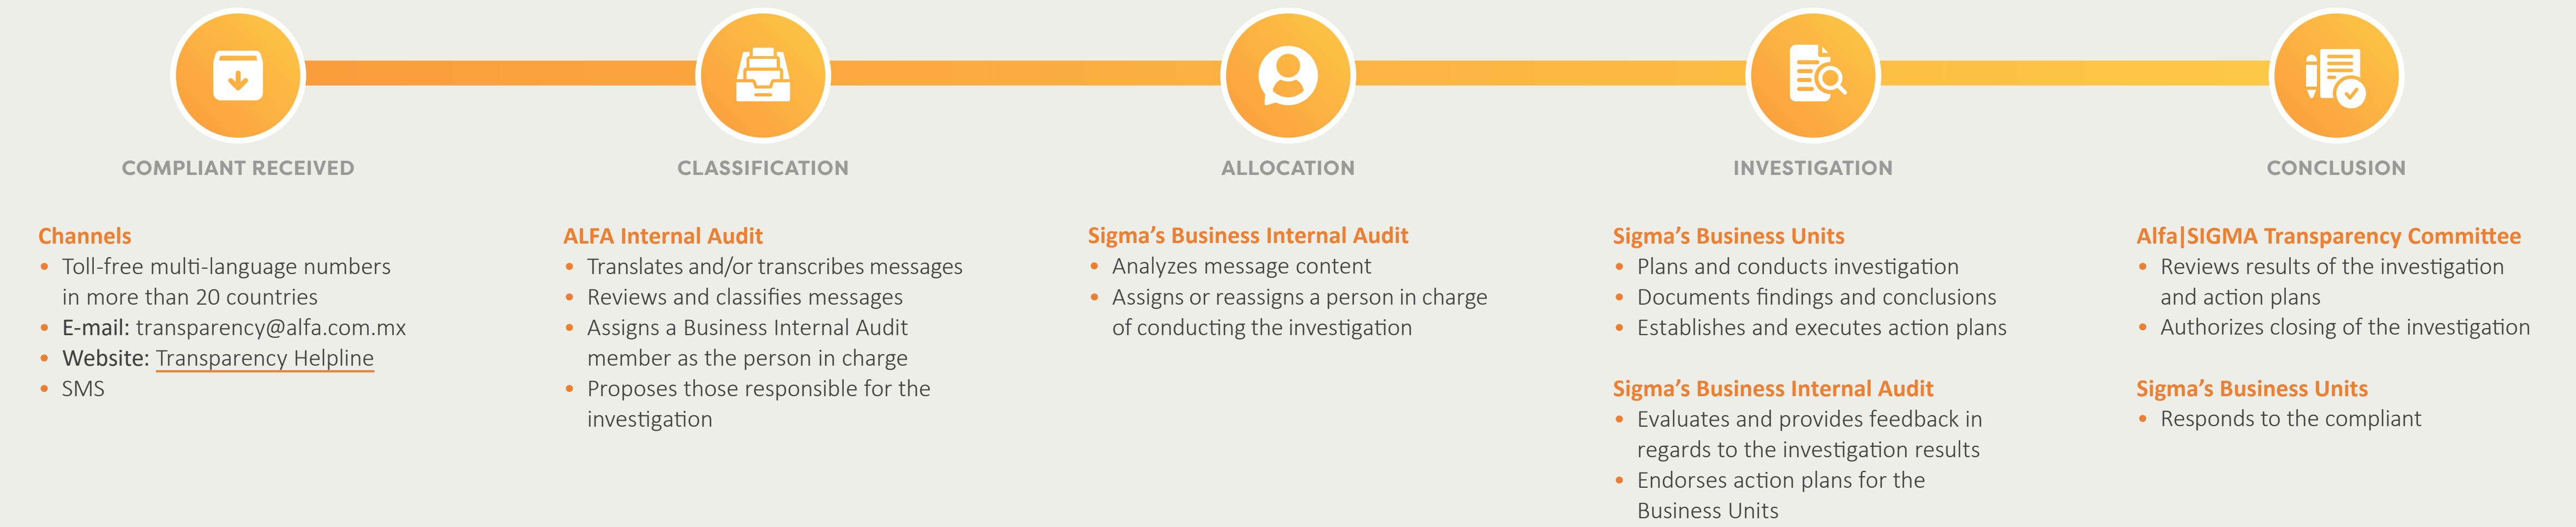 COMPLIANT RECEIVED
Channels
• Toll-free multi-language numbers
in more than 20 countries
• E-mail: transparency@alfa.com.mx
• Website: Transparency Helpline
• SMS
CLASSIFICATION
ALFA Internal Audit
• Translates and/or transcribes messages
• Reviews and classifies messages
• Assigns a Business Internal Audit
member as the person in charge
• Proposes those responsible for the
investigation
ALLOCATION
Sigma's Business Internal Audit
• Analyzes message content
• Assigns or reassigns a person in charge
of conducting the investigation
INVESTIGATION
Sigma's Business Units
• Plans and conducts investigation
• Documents findings and conclusions
• Establishes and executes action plans
Sigma's Business Internal Audit
• Evaluates and provides feedback in
regards to the investigation results
• Endorses action plans for the
Business Units
CONCLUSION
Alfa|SIGMA Transparency Committee
• Reviews results of the investigation
and action plans
• Authorizes closing of the investigation
Sigma's Business Units
• Responds to the compliant